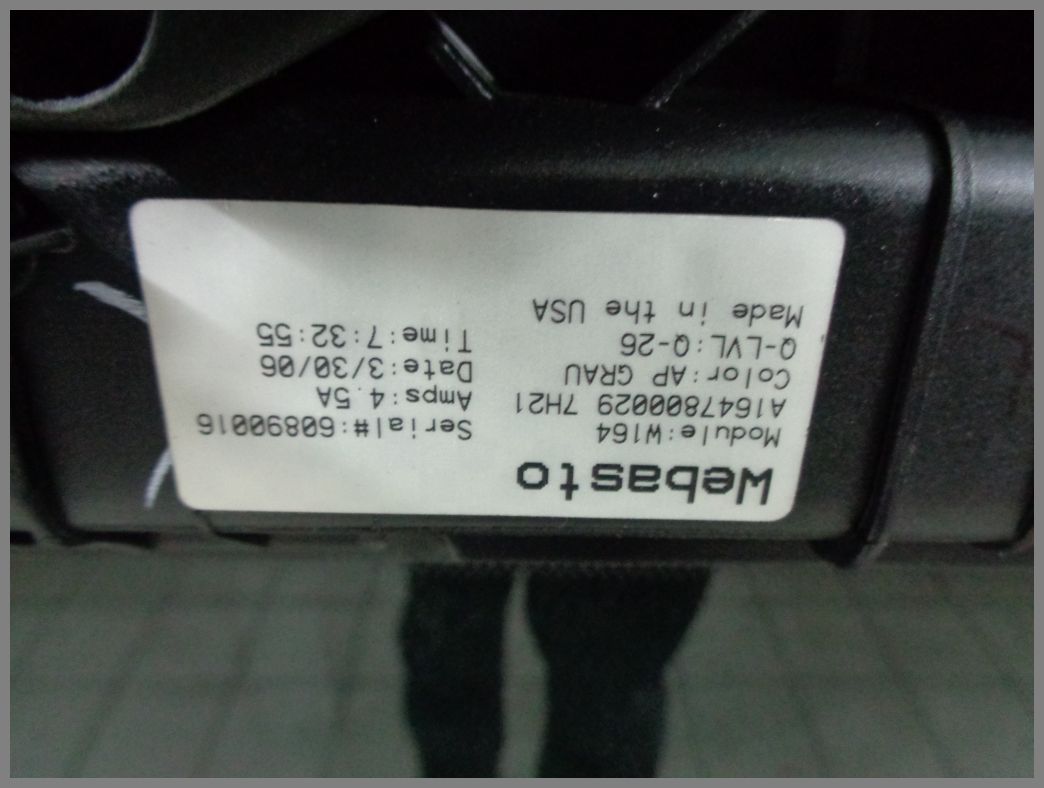 Webasto
Module:W164
A1647800029 7H21
Color:AP GRAU
Q-LVL:Q-26
Made in the USA
Serial#:60890016
Amps:4.5A
Date:3/30/06
Time:7:32:55